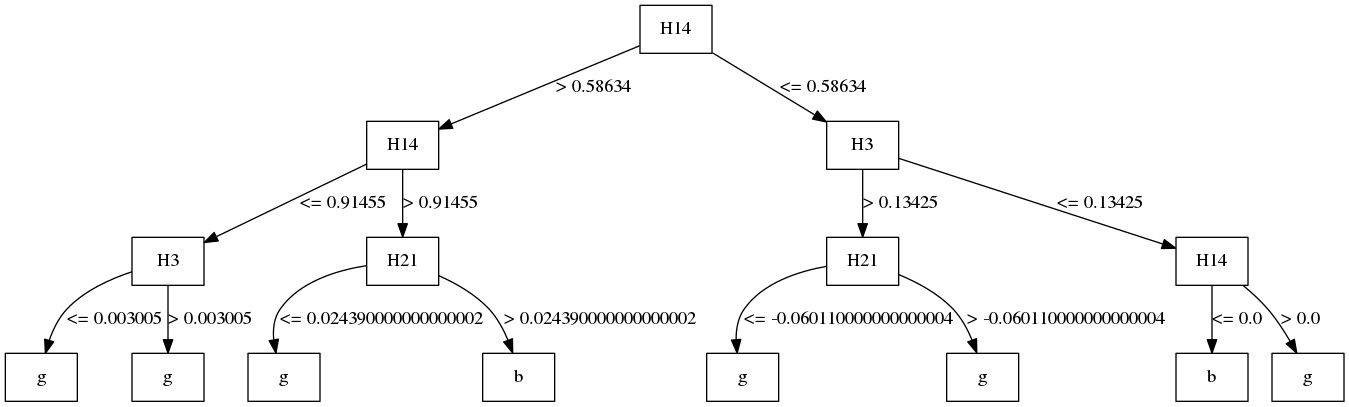 H14
> 0.58634
<= 0.58634
H14
H3
<= 0.91455
> 0.91455
> 0.13425
<= 0.13425
H3
H21
H21
H14
<= 0.003005
> 0.003005
<= 0.024390000000000002
> 0.024390000000000002
<= -0.060110000000000004
> -0.060110000000000004
<= 0.0
> 0.0
g
g
g
b
g
g
b
g